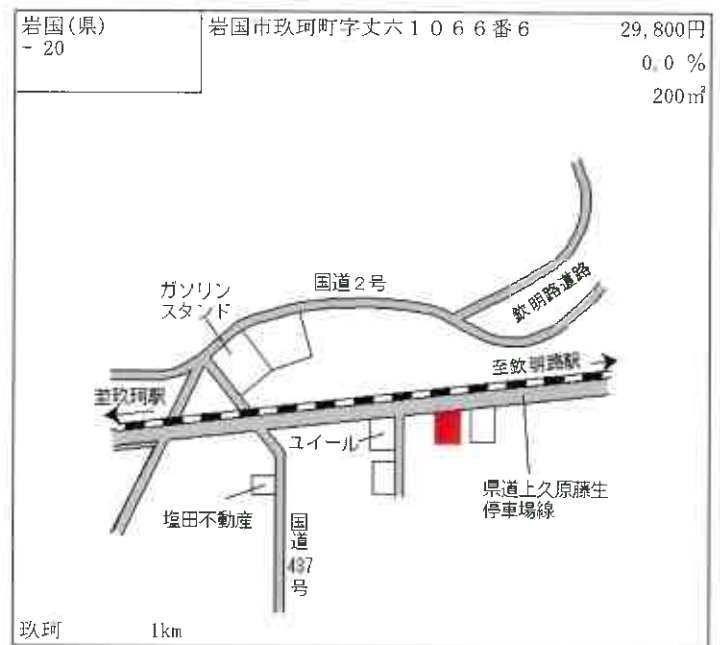 岩国(県)
- 20
岩国市玖珂町字丈六１０６６番６
29,800円
0.0 %
200㎡
国道２号
ガソリン
スタンド
欽明路道路
至欽明路駅
至玖珂駅
ユイール
県道上久原藤生
停車場線
塩田不動産
国道
437
号
玖珂 1km